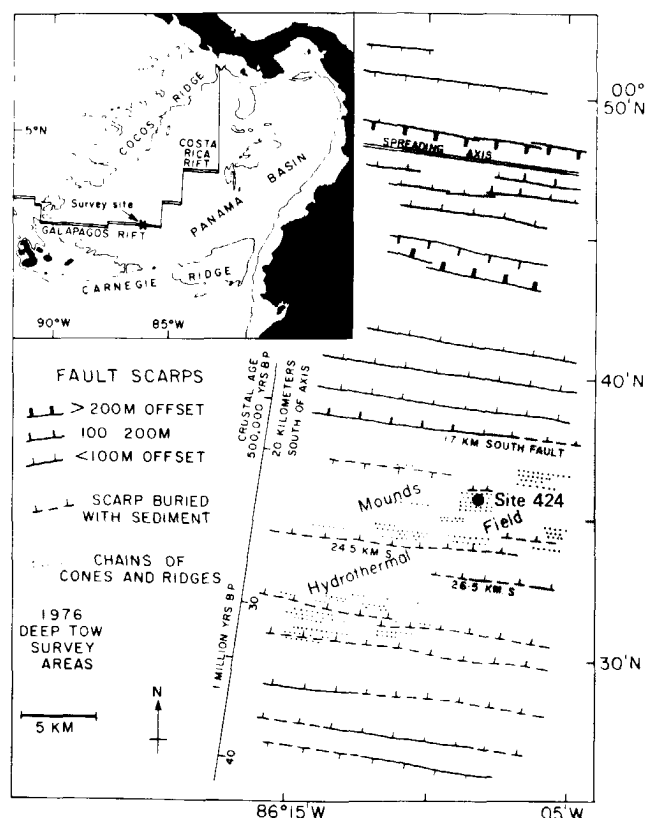 COCOS RIDGE
5°N
COSTA
RICA
RIFT
Survey site
PANAMA BASIN
GALAPAGOS RIFT
CARNEGIE RIDGE
90°W
85°W
00°
50'N
SPREADING AXIS
40'N
FAULT SCARPS
> 200M OFFSET
100 200M
<100M OFFSET
SCARP BURIED
WITH SEDIMENT
CHAINS OF
CONES AND RIDGES
1976
DEEP TOW
SURVEY
AREAS
N
5 KM
CRUSTAL AGE
500,000 YRS BP
20 KILOMETERS
SOUTH OF AXIS
17 KM SOUTH FAULT
Mounds
Site 424
Field
24.5 KM S
Hydrothermal
26.5 KM S
30
1 MILLION YRS BP
30'N
40
86°15'W
05'W